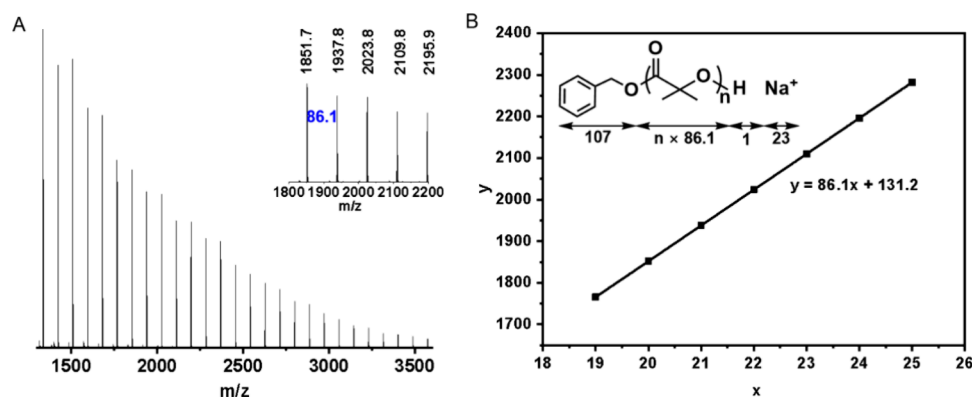 A
1851.7
1937.8
2023.8
2109.8
2195.9
86.1
1800 1900 2000 2100 2200
m/z
1500 2000 2500 3000 3500
m/z
B
2400
2300
2200
2100
2000
1900
1800
1700
y
O
O
O
n
H Na+
107 n × 86.1 1 23
y = 86.1x + 131.2
18 19 20 21 22 23 24 25 26
x